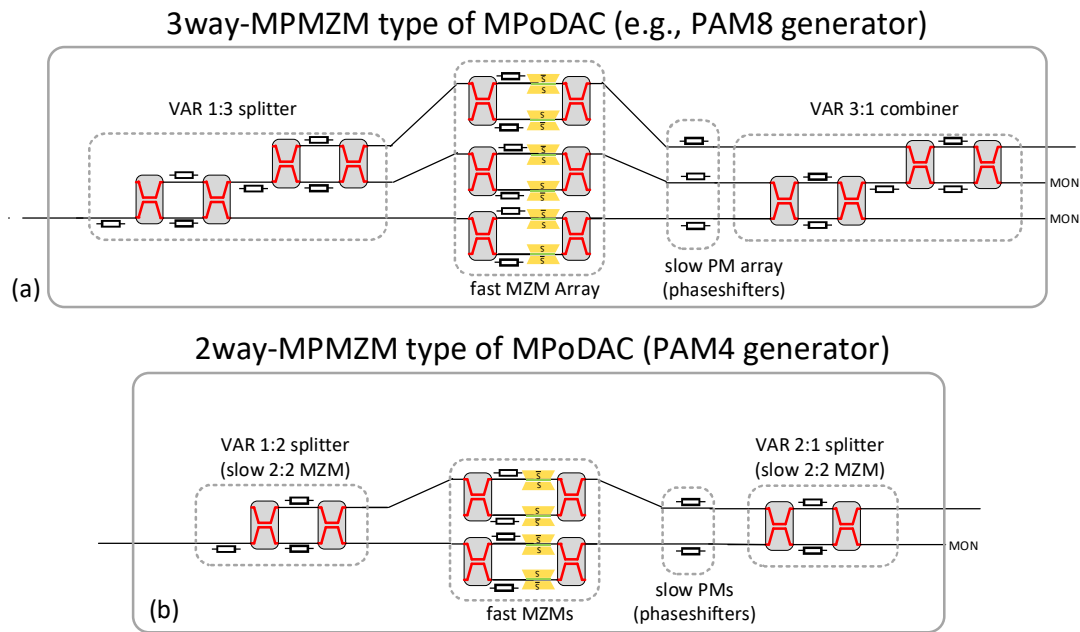 3way-MPMZM type of MPoDAC (e.g., PAM8 generator)
VAR 1:3 splitter
VAR 3:1 combiner
S
S
S
S
S
S
S
S
S
S
S
S
MON
MON
fast MZM Array
slow PM array
(phaseshifters)
(a)
2way-MPMZM type of MPoDAC (PAM4 generator)
VAR 1:2 splitter
(slow 2:2 MZM)
VAR 2:1 splitter
(slow 2:2 MZM)
S
S
S
S
S
S
S
S
MON
fast MZMs
slow PMs
(phaseshifters)
(b)